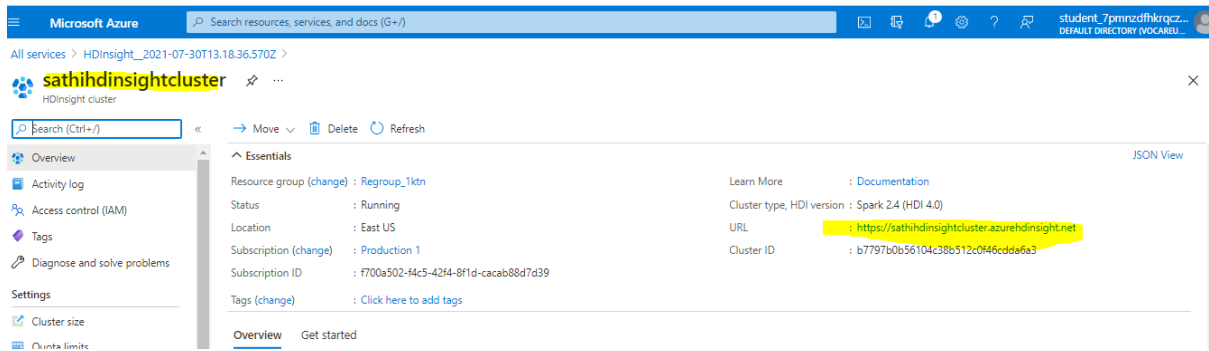 Microsoft Azure
Search resources, services, and docs (G+/)
1
student_7pmnzdfhkrqcz...
DEFAULT DIRECTORY (VOCAREU...
All services > HDInsight__2021-07-30T13.18.36.570Z >
sathihdinsightcluster ...
HDInsight cluster
Search (Ctrl+/)
«
Move
Delete
Refresh
Overview
Activity log
Access control (IAM)
Tags
Diagnose and solve problems
Settings
Cluster size
Quota limits
Essentials
JSON View
Resource group (change) : Regroup_1ktn
Status : Running
Location : East US
Subscription (change) : Production 1
Subscription ID : f700a502-f4c5-42f4-8f1d-cacab88d7d39
Tags (change) : Click here to add tags
Learn More : Documentation
Cluster type, HDI version : Spark 2.4 (HDI 4.0)
URL : https://sathihdinsightcluster.azurehdinsight.net
Cluster ID : b7797b0b56104c38b512c0f46cdda6a3
Overview Get started